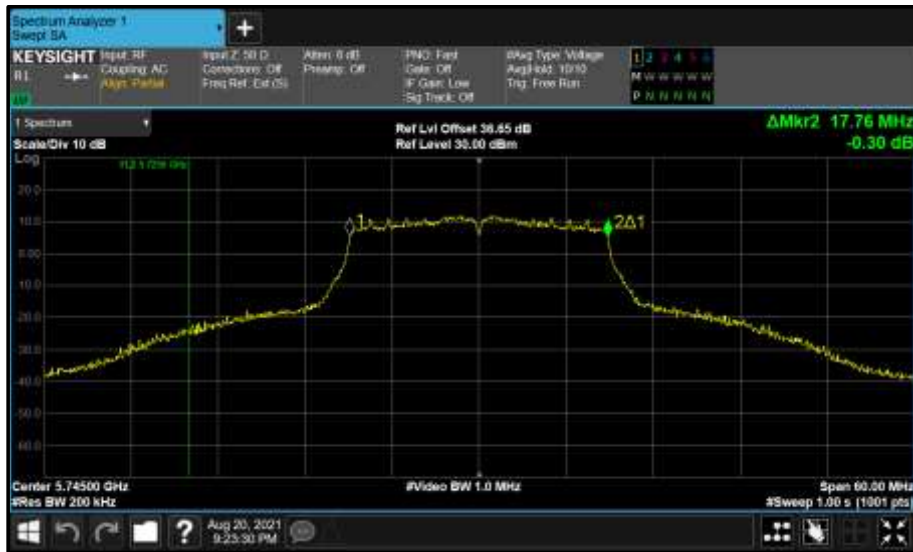 Spectrum Analyzer 1
Swept SA
+
KEYSIGHT
Input: RF
Coupling: AC
Align: Partial
Input Z: 50 Ω
Corrections: Off
Freq Ref: Ext (S)
Atten: 6 dB
Preamp: Off
PNO: Fast
Gate: Off
IF Gain: Low
Sig Track: Off
#Avg Type: Voltage
Avg|Hold: 10/10
Trig: Free Run
1 2 3 4 5 6
M W W W W W
P N N N N N
1 Spectrum
Scale/Div 10 dB
Ref Lvl Offset 36.65 dB
Ref Level 30.00 dBm
ΔMkr2 17.76 MHz
-0.30 dB
Log
20.0
10.0
0.00
-10.0
-20.0
-30.0
-40.0
-50.0
-60.0
1
2Δ1
Center 5.74500 GHz
#Res BW 200 kHz
#Video BW 1.0 MHz
Span 60.00 MHz
#Sweep 1.00 s (1001 pts)
?
Aug 20, 2021
9:23:30 PM